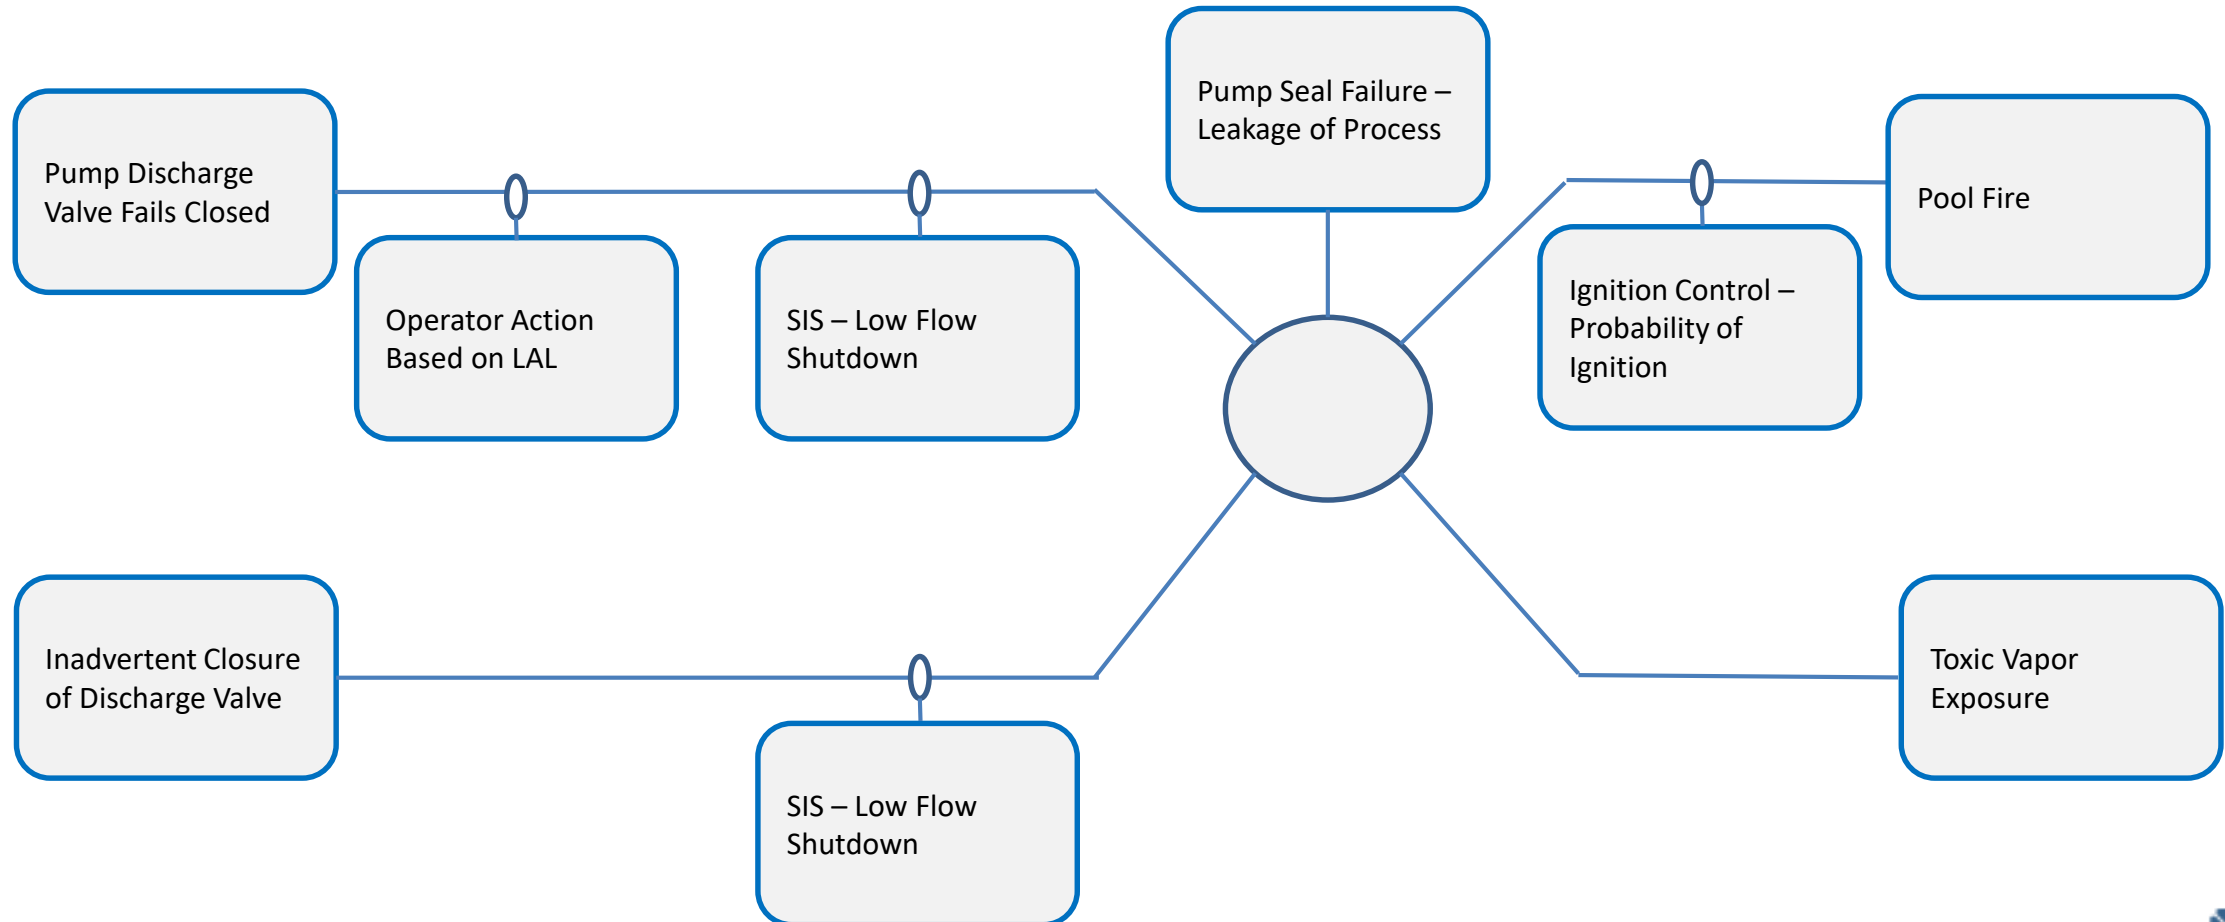 Pump Seal Failure –
Leakage of Process
Pump Discharge
Valve Fails Closed
Pool Fire
Operator Action
Based on LAL
SIS – Low Flow
Shutdown
Ignition Control –
Probability of
Ignition
Inadvertent Closure
of Discharge Valve
Toxic Vapor
Exposure
SIS – Low Flow
Shutdown